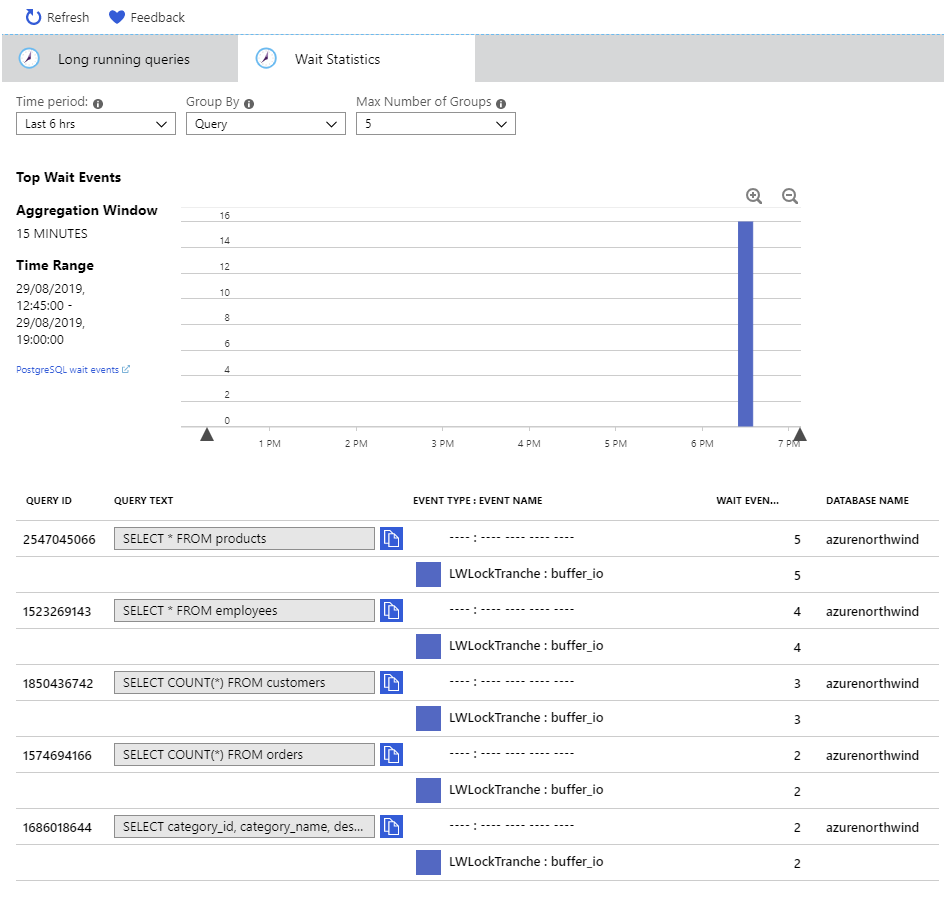 Refresh Feedback
Long running queries Wait Statistics
Time period: Group By Max Number of Groups
Last 6 hrs Query 5
Top Wait Events
Aggregation Window
15 MINUTES
Time Range
29/08/2019,
12:45:00 -
29/08/2019,
19:00:00
PostgreSQL wait events
16
14
12
10
8
6
4
2
0
1 PM 2 PM 3 PM 4 PM 5 PM 6 PM 7 PM
QUERY ID QUERY TEXT EVENT TYPE : EVENT NAME WAIT EVEN... DATABASE NAME
2547045066 SELECT * FROM products ---- : ---- ---- ---- ---- 5 azurenorthwind
LWLockTranche : buffer_io 5
1523269143 SELECT * FROM employees ---- : ---- ---- ---- ---- 4 azurenorthwind
LWLockTranche : buffer_io 4
1850436742 SELECT COUNT(*) FROM customers ---- : ---- ---- ---- ---- 3 azurenorthwind
LWLockTranche : buffer_io 3
1574694166 SELECT COUNT(*) FROM orders ---- : ---- ---- ---- ---- 2 azurenorthwind
LWLockTranche : buffer_io 2
1686018644 SELECT category_id, category_name, des... ---- : ---- ---- ---- ---- 2 azurenorthwind
LWLockTranche : buffer_io 2